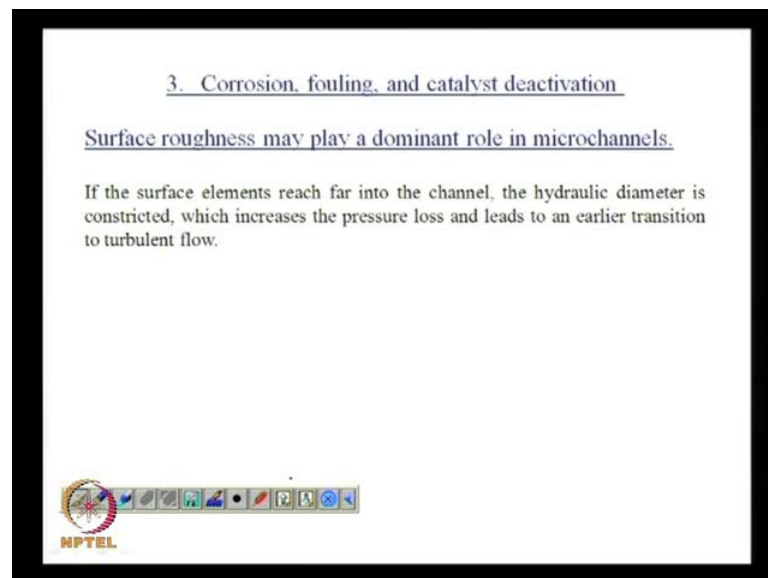 3. Corrosion, fouling, and catalyst deactivation
Surface roughness may play a dominant role in microchannels.
If the surface elements reach far into the channel, the hydraulic diameter is
constricted, which increases the pressure loss and leads to an earlier transition
to turbulent flow.
NPTEL